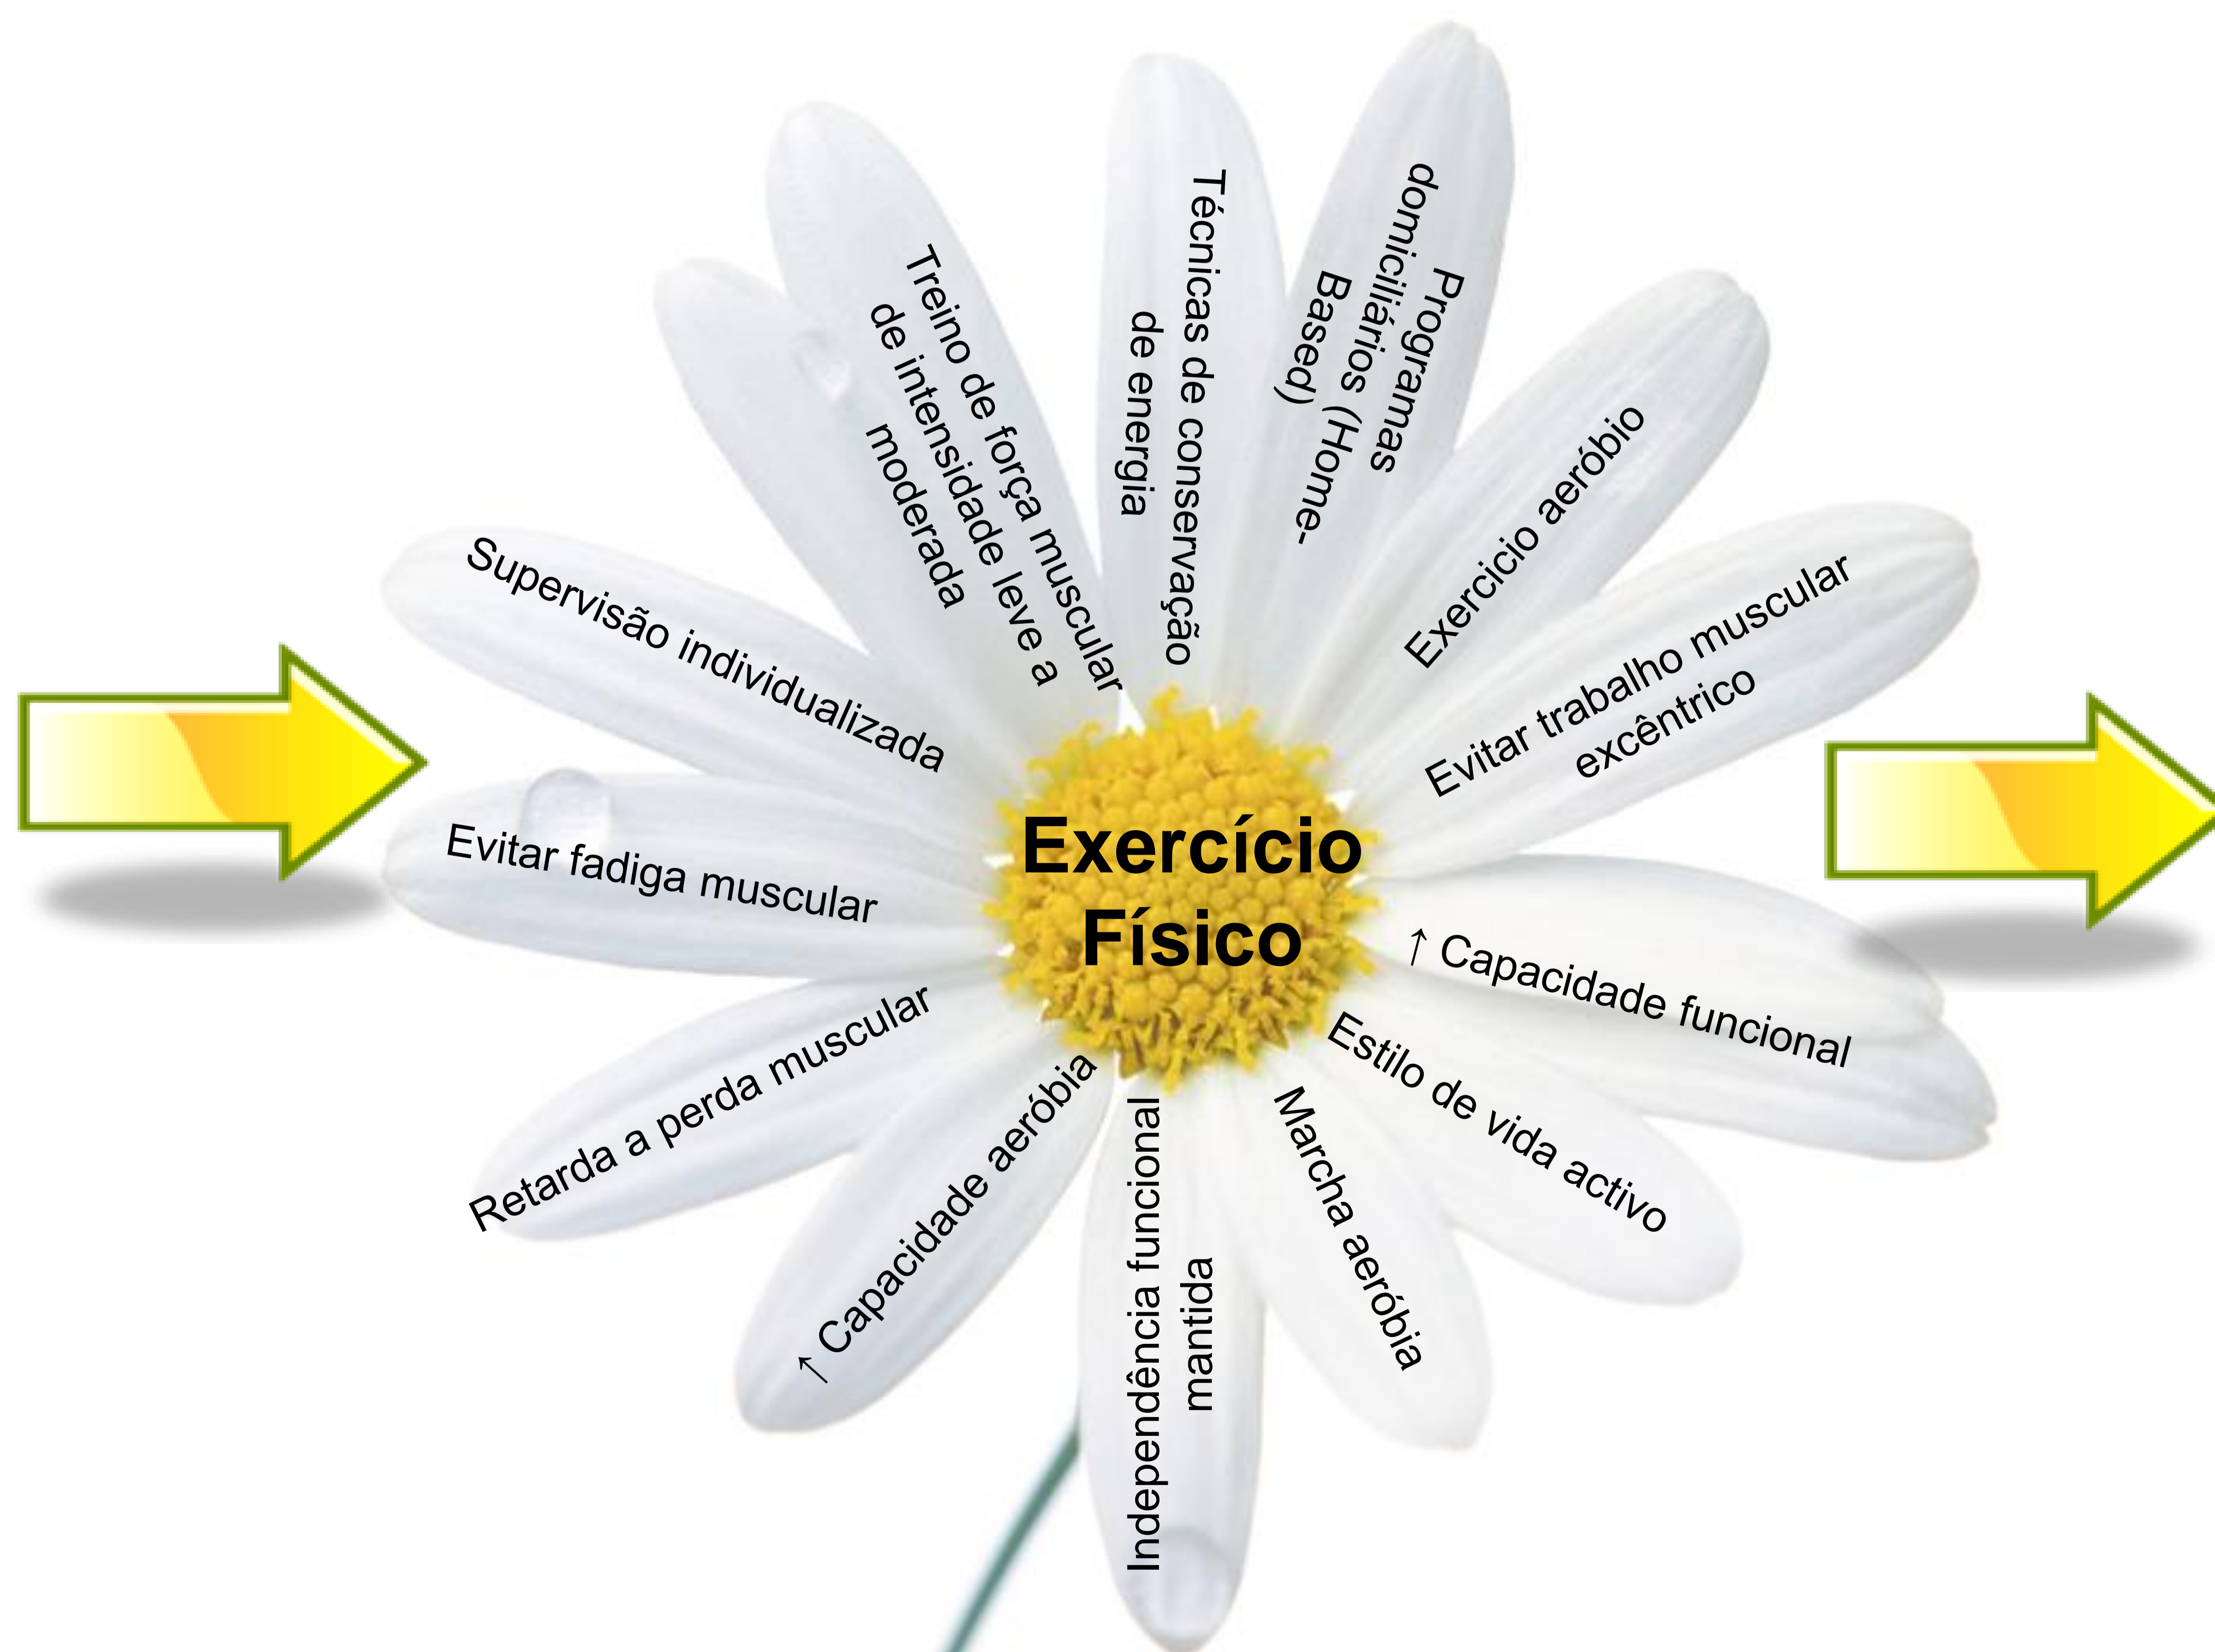 Exercício
Físico
Técnicas de conservação
de energia
Programas
domiciliários (Home-
Based)
Exercicio aeróbio
Evitar trabalho muscular
excêntrico
↑ Capacidade funcional
Estilo de vida activo
Marcha aeróbia
Independência funcional
mantida
↑ Capacidade aeróbia
Retarda a perda muscular
Evitar fadiga muscular
Supervisão individualizada
Treino de força muscular
de intensidade leve a
moderada